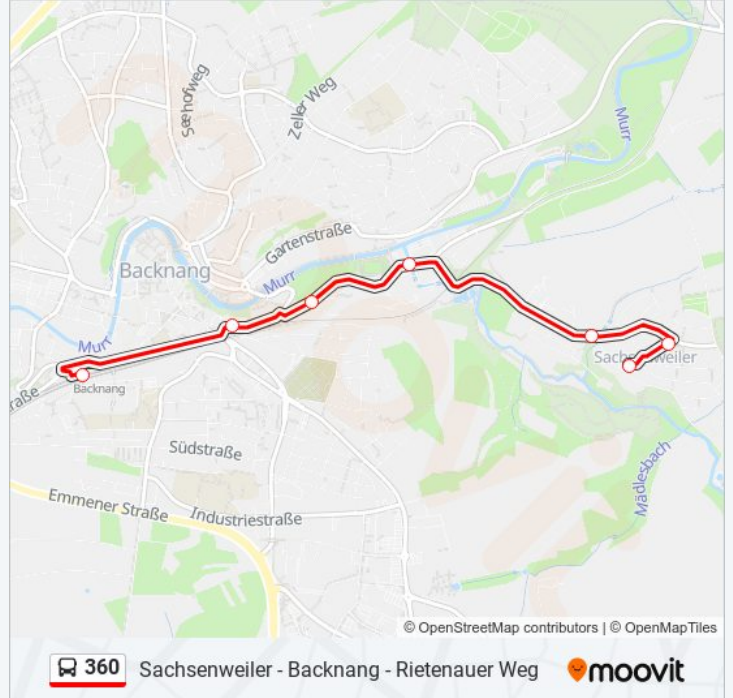 Seehofweg
Zeller Weg
Murr
Gartenstraße
Backnang
Murr
Murr
Sachsenweiler
Backnang
raße
Südstraße
Mädlesbach
Emmener Straße
Industriestraße
© OpenStreetMap contributors | © OpenMapTiles
360 Sachsenweiler - Backnang - Rietenauer Weg moovit